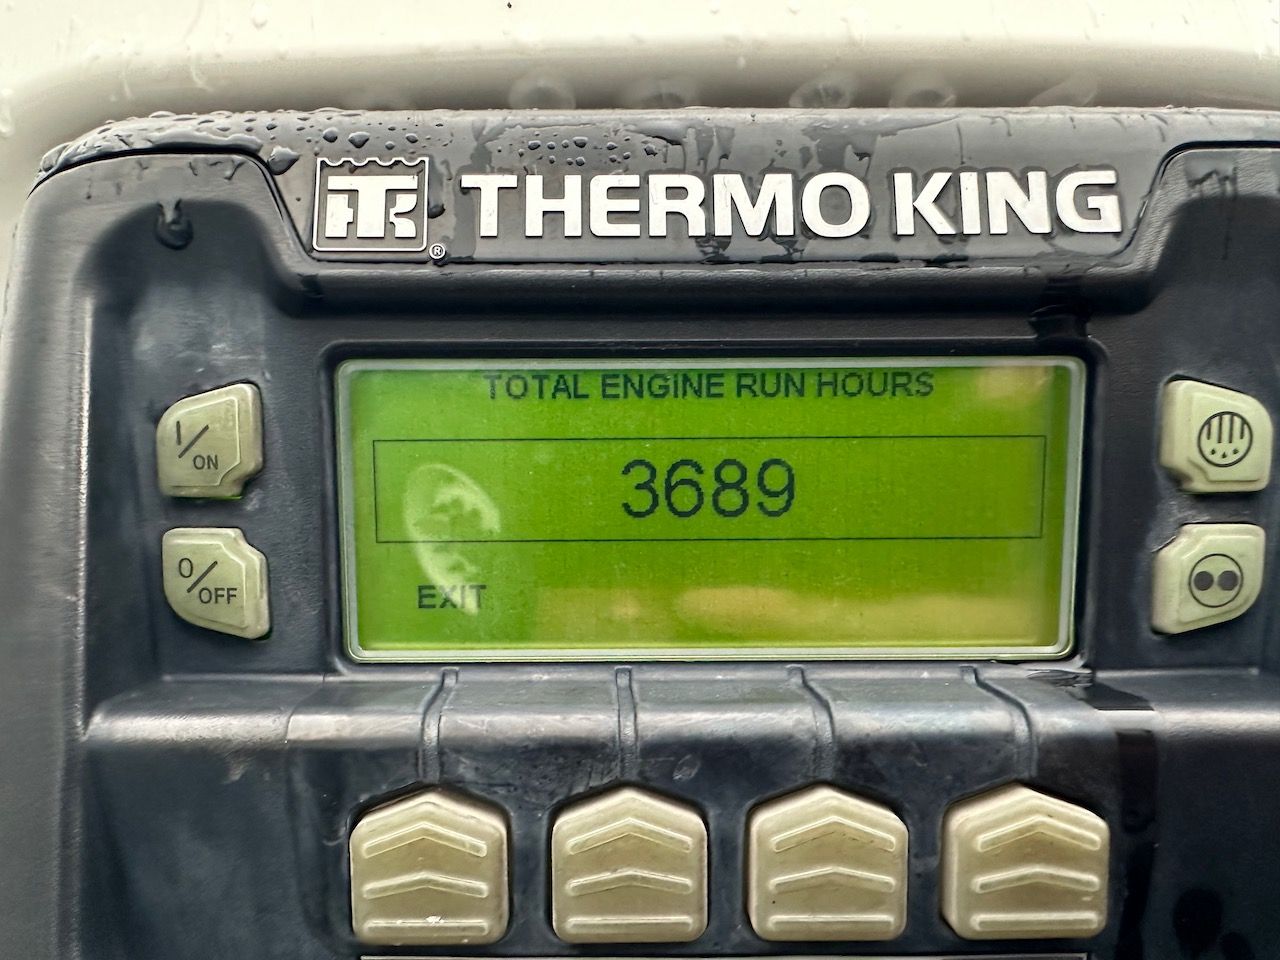 TK ® THERMO KING
TOTAL ENGINE RUN HOURS
I/ON
3689
O/OFF
EXIT